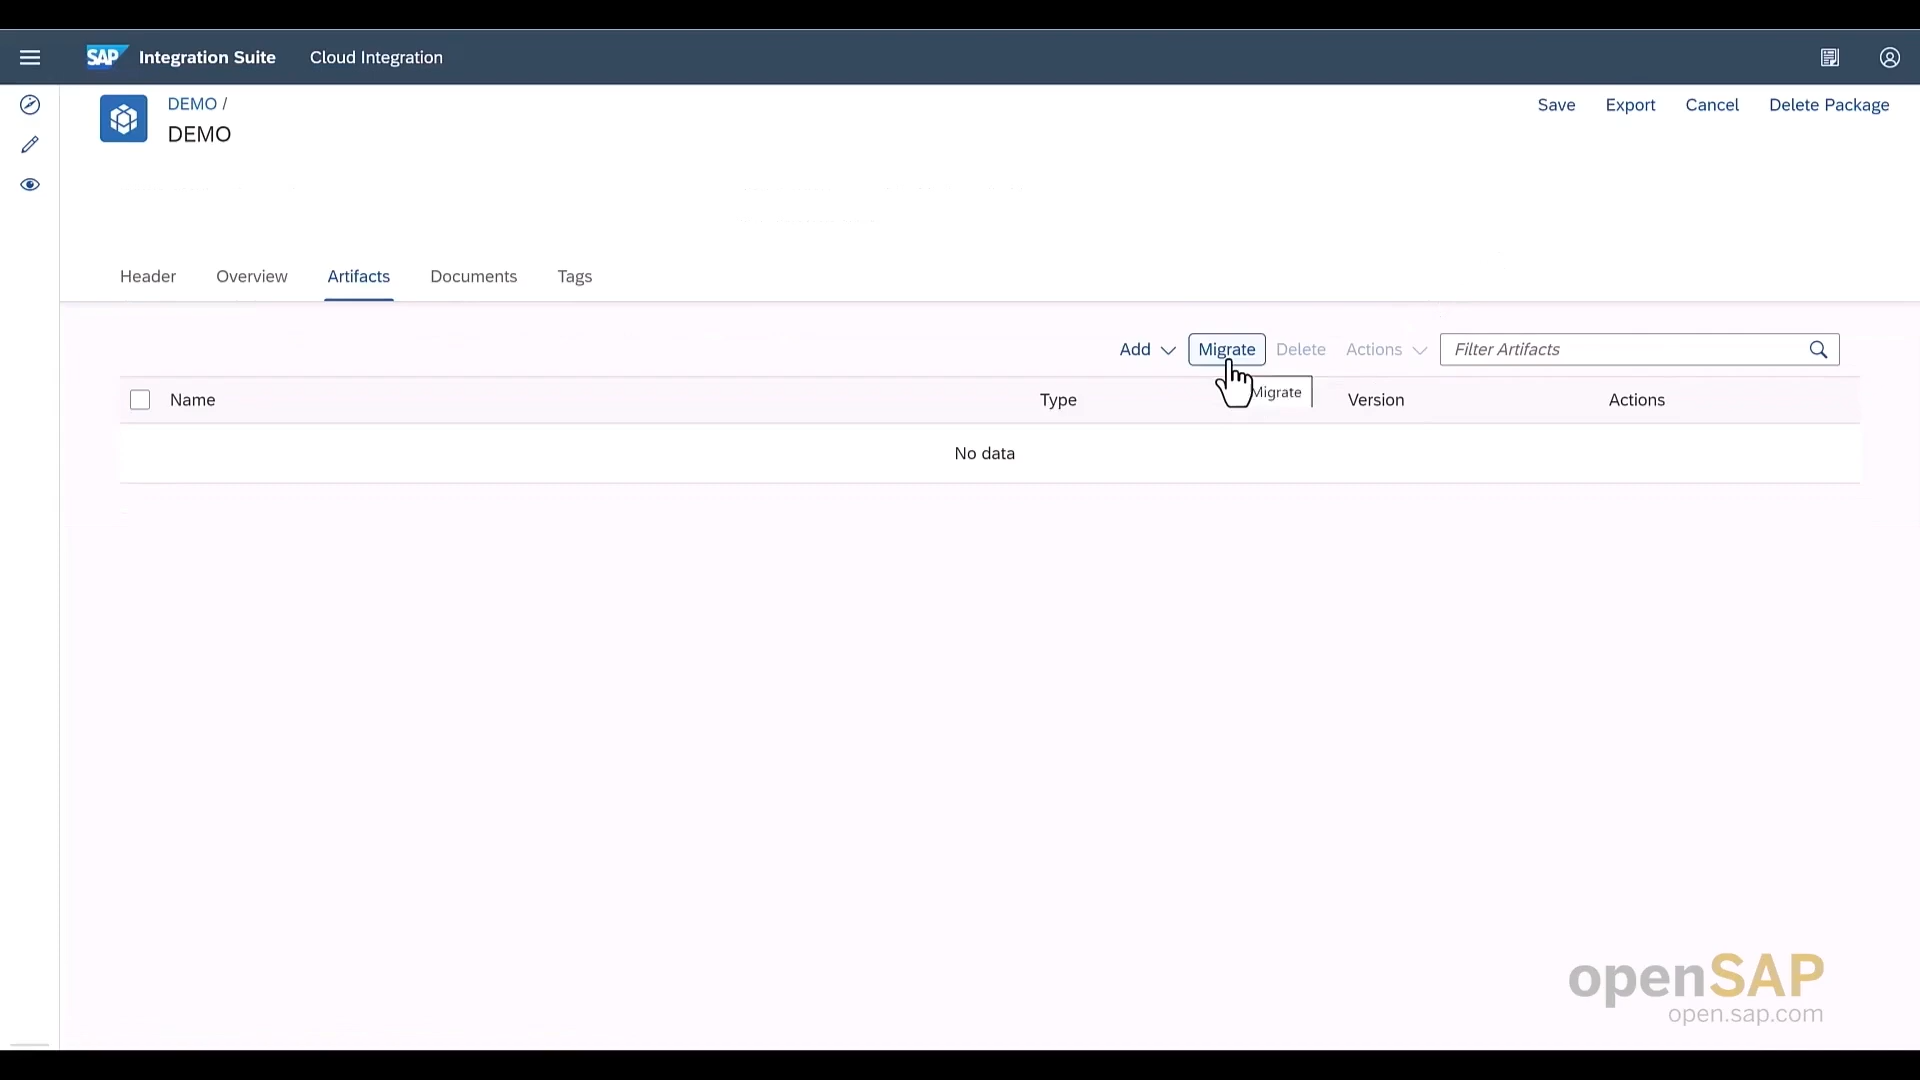 SAP Integration Suite Cloud Integration
DEMO /
DEMO
Save Export Cancel Delete Package
Header Overview Artifacts Documents Tags
Add Migrate Delete Actions Filter Artifacts
Migrate
Name Type Version Actions
No data
openSAP
open.sap.com